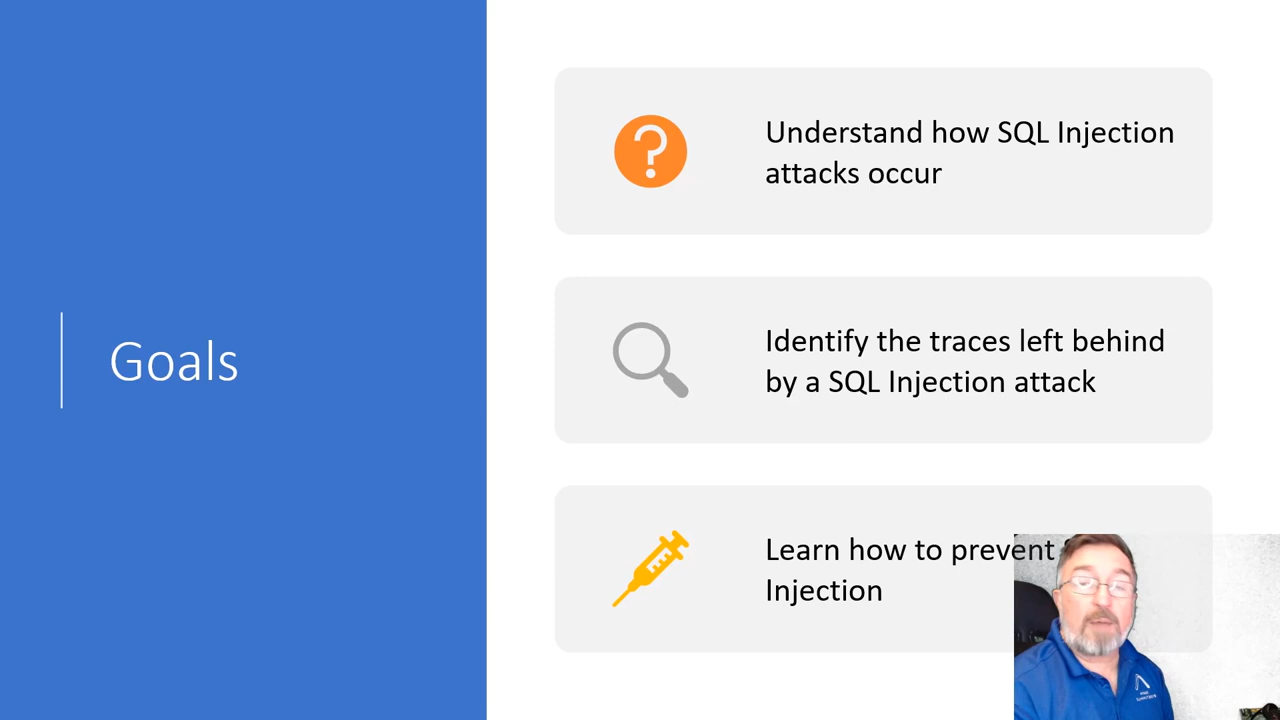 Goals
Understand how SQL Injection
attacks occur
Identify the traces left behind
by a SQL Injection attack
Learn how to prevent
Injection